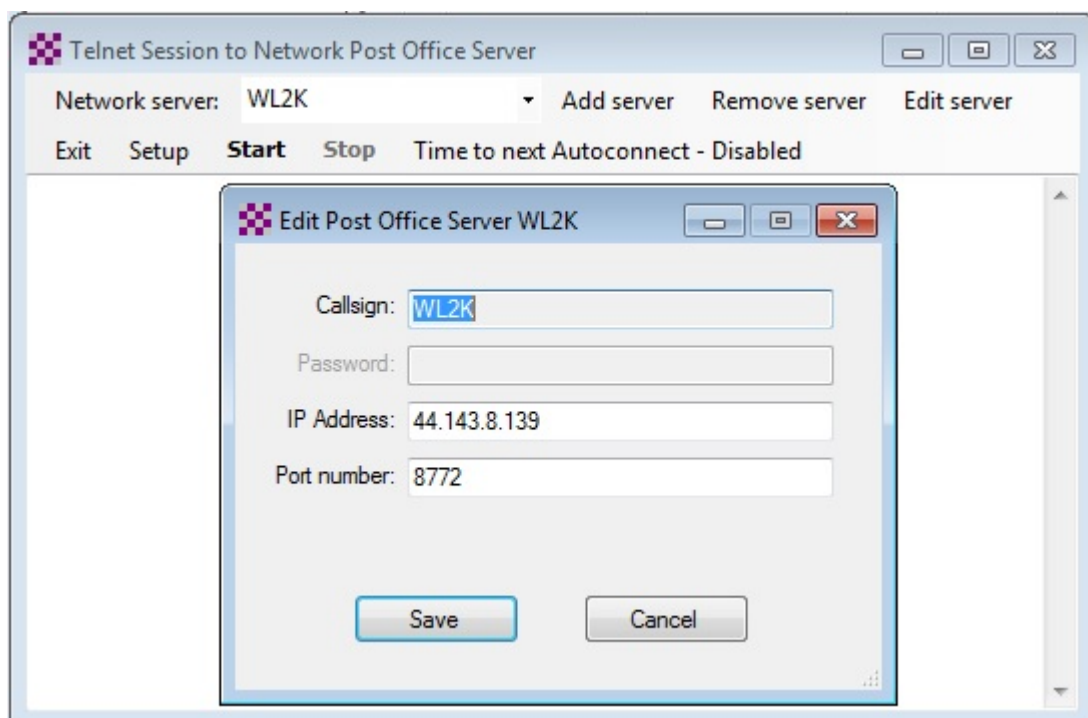 Telnet Session to Network Post Office Server
Network server: WL2K Add server Remove server Edit server
Exit Setup Start Stop Time to next Autoconnect - Disabled
Edit Post Office Server WL2K
Callsign: WL2K
Password:
IP Address: 44.143.8.139
Port number: 8772
Save Cancel